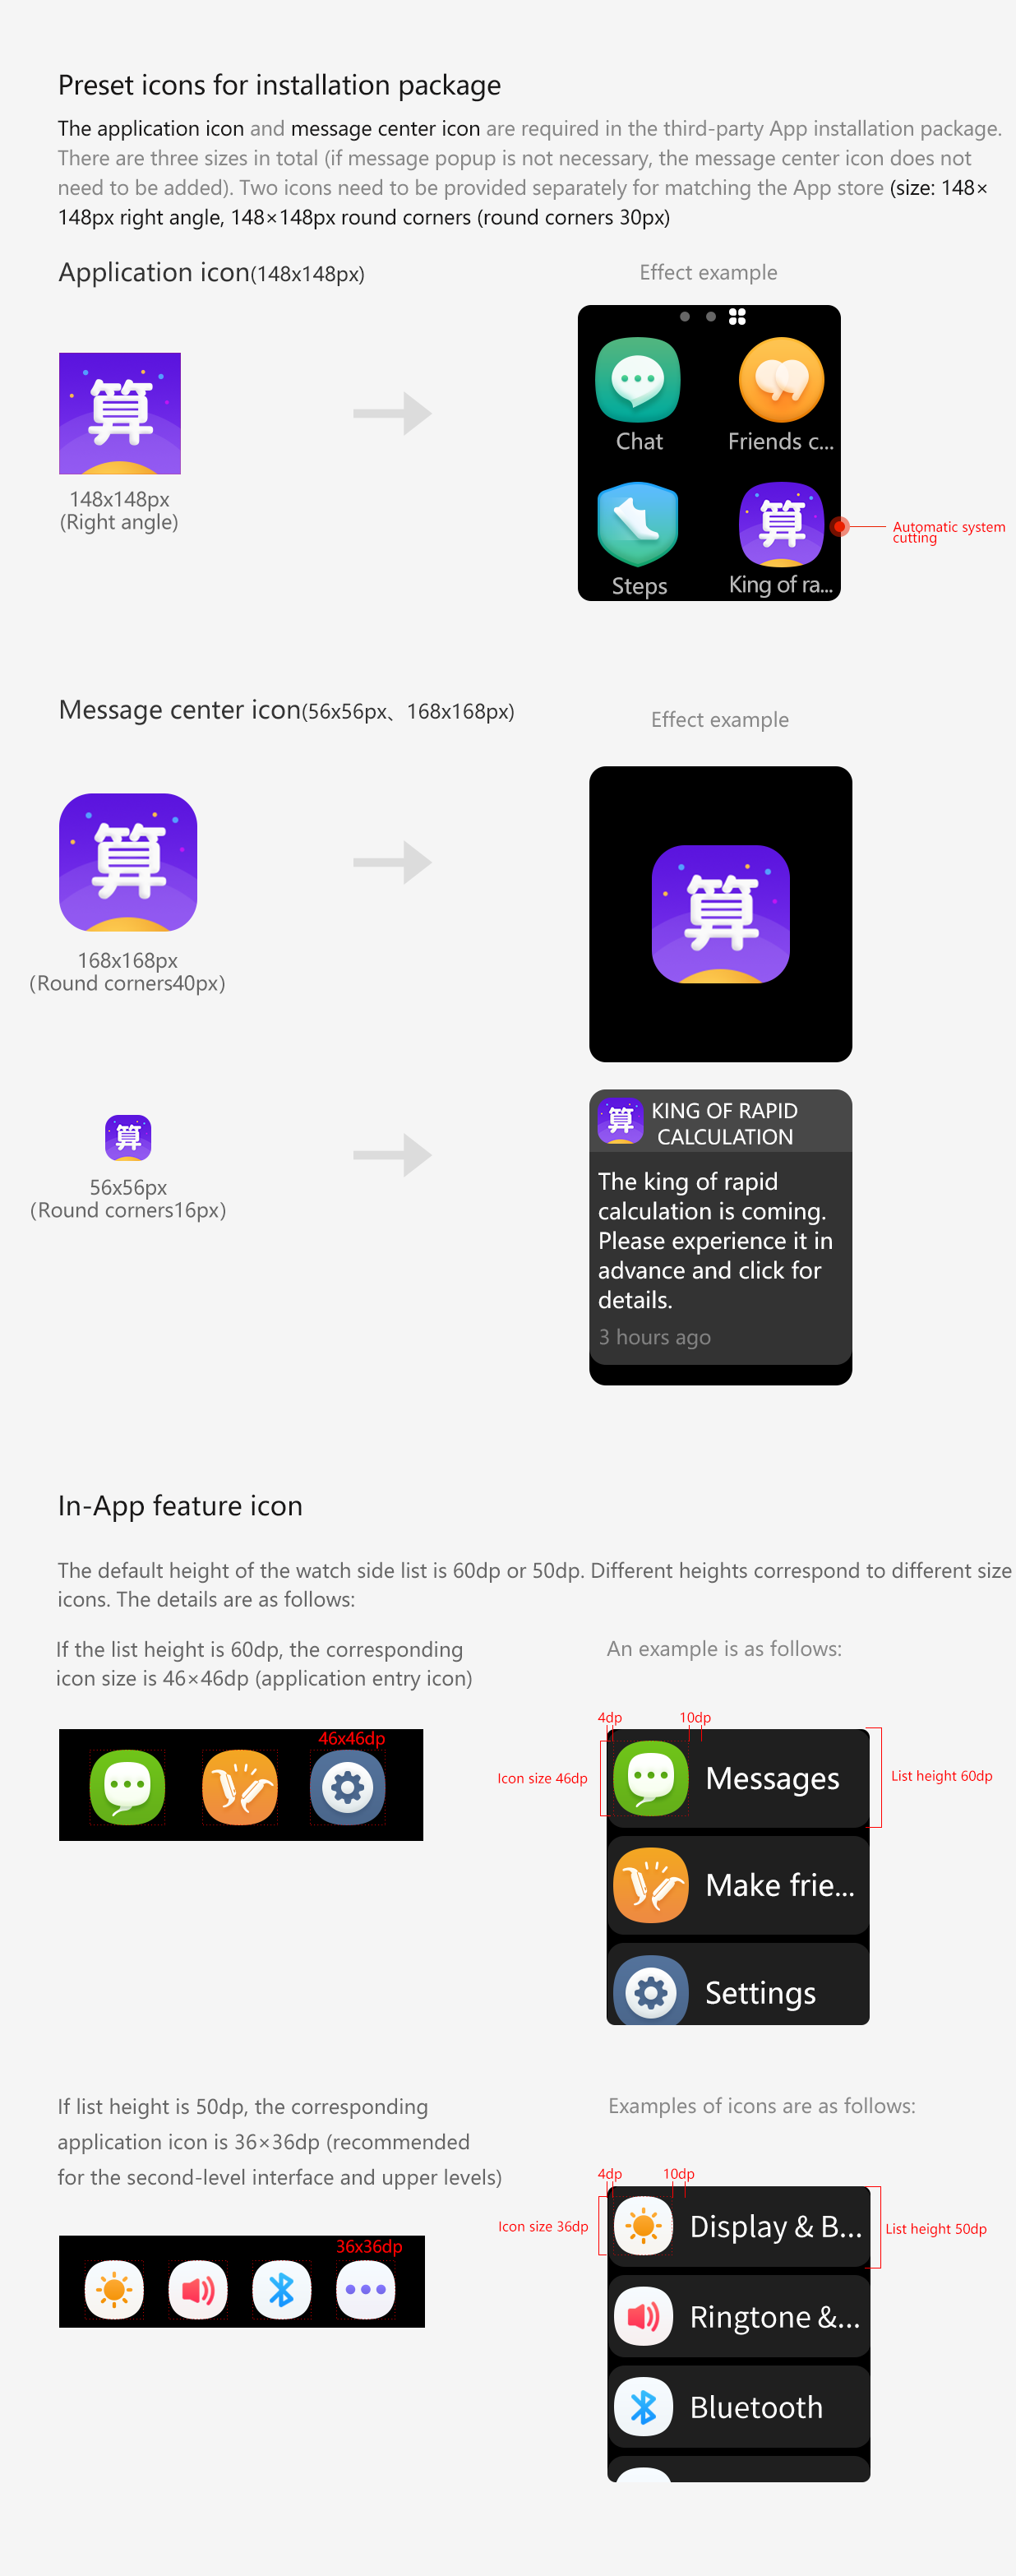 Preset icons for installation package
The application icon and message center icon are required in the third-party App installation package.
There are three sizes in total (if message popup is not necessary, the message center icon does not
need to be added). Two icons need to be provided separately for matching the App store (size: 148×
148px right angle, 148×148px round corners (round corners 30px)
Application icon(148x148px)
Effect example
算
148x148px
(Right angle)
Chat
Friends c...
算
Steps
King of ra...
Automatic system
cutting
Message center icon(56x56px、168x168px)
Effect example
算
168x168px
(Round corners40px)
算
算
56x56px
(Round corners16px)
算
KING OF RAPID
CALCULATION
The king of rapid
calculation is coming.
Please experience it in
advance and click for
details.
3 hours ago
In-App feature icon
The default height of the watch side list is 60dp or 50dp. Different heights correspond to different size
icons. The details are as follows:
If the list height is 60dp, the corresponding
icon size is 46×46dp (application entry icon)
An example is as follows:
46x46dp
4dp
10dp
Icon size 46dp
List height 60dp
Messages
Make frie...
Settings
If list height is 50dp, the corresponding
application icon is 36×36dp (recommended
for the second-level interface and upper levels)
Examples of icons are as follows:
36x36dp
4dp
10dp
Icon size 36dp
List height 50dp
Display & B...
Ringtone &...
Bluetooth